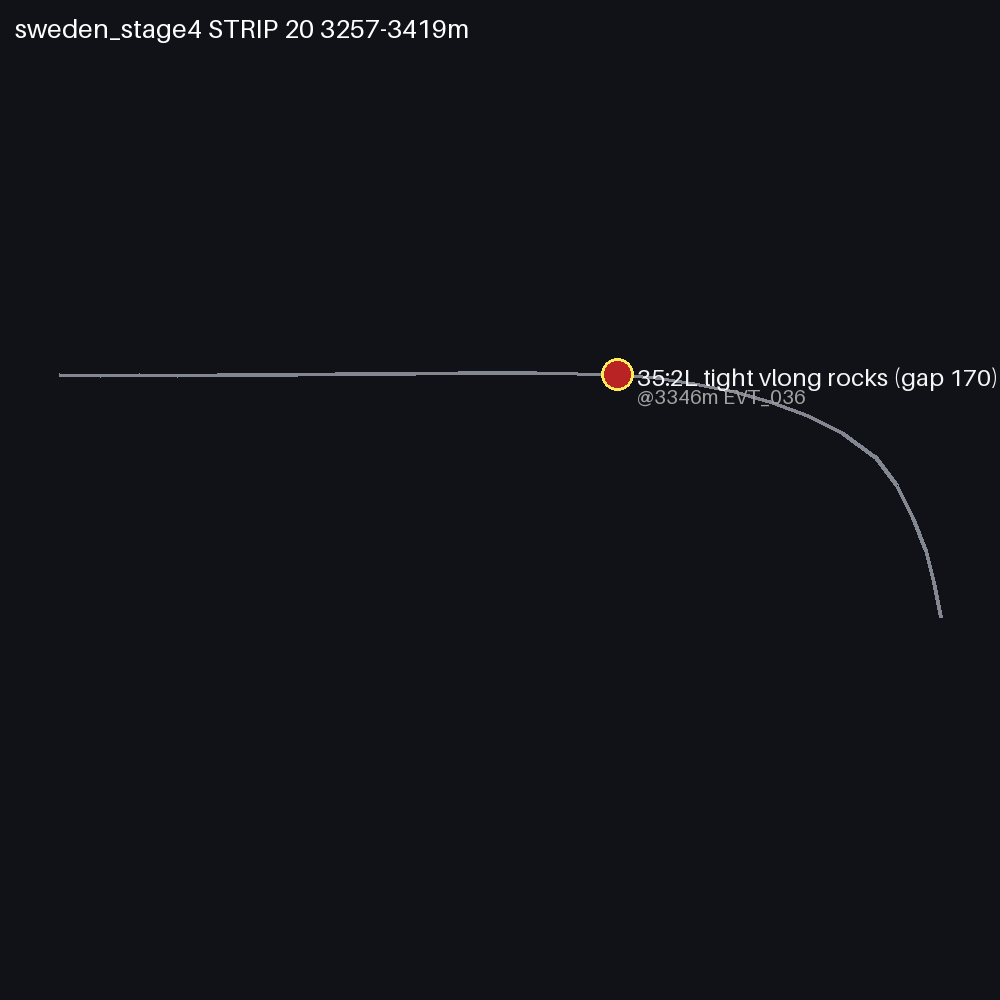 sweden_stage4 STRIP 20 3257-3419m
35:2L tight vlong rocks (gap 170)
@3346m EVT_036